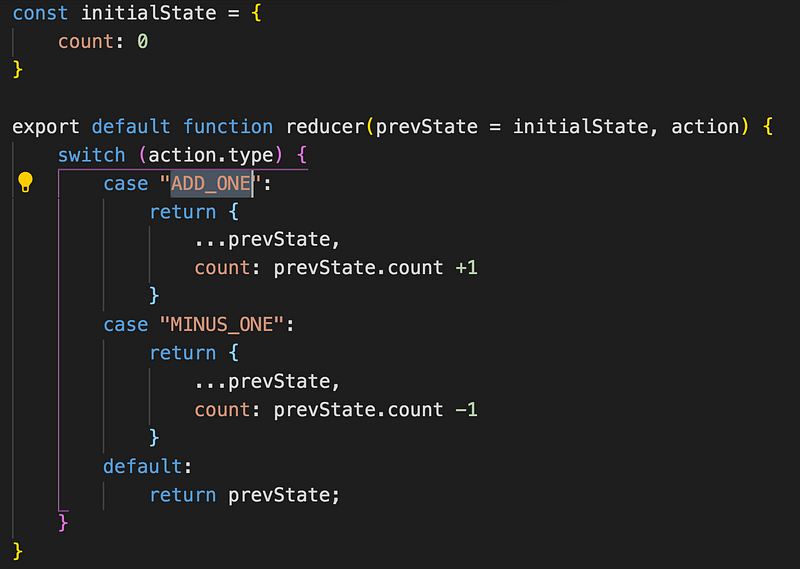 const initialState = {
    count: 0
}

export default function reducer(prevState = initialState, action) {
    switch (action.type) {
        case "ADD_ONE":
            return {
                ...prevState,
                count: prevState.count +1
            }
        case "MINUS_ONE":
            return {
                ...prevState,
                count: prevState.count -1
            }
        default:
            return prevState;
    }
}